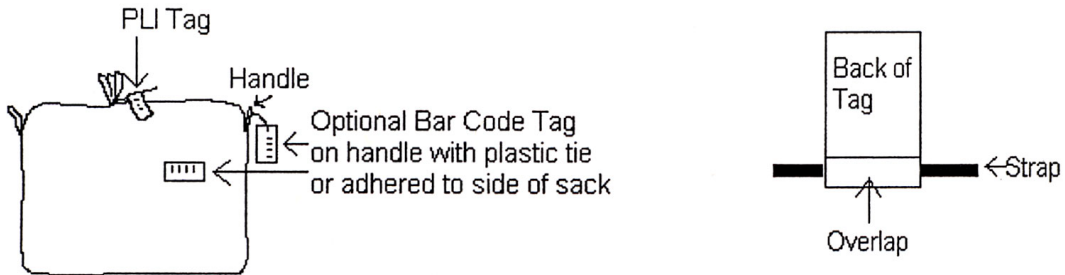 PLI Tag
Handle
Optional Bar Code Tag
on handle with plastic tie
or adhered to side of sack
Back of
Tag
Strap
Overlap